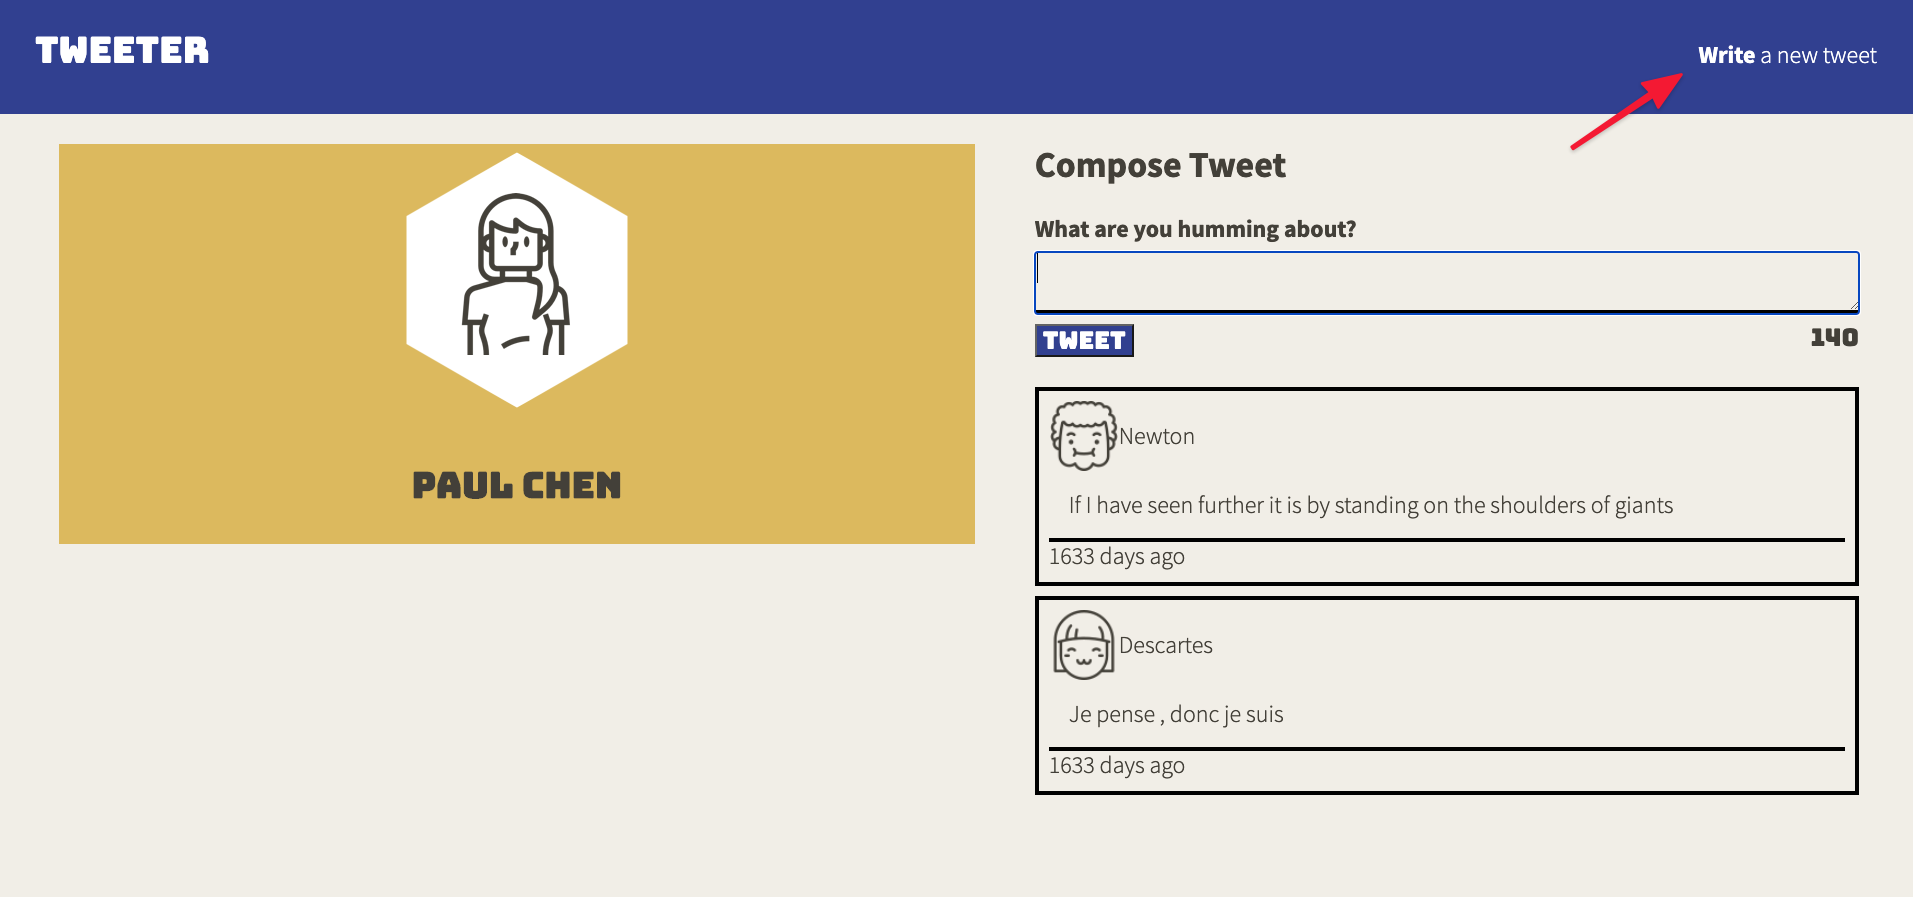 TWEETER
Write a new tweet
PAUL CHEN
Compose Tweet
What are you humming about?
TWEET
140
Newton
If I have seen further it is by standing on the shoulders of giants
1633 days ago
Descartes
Je pense , donc je suis
1633 days ago